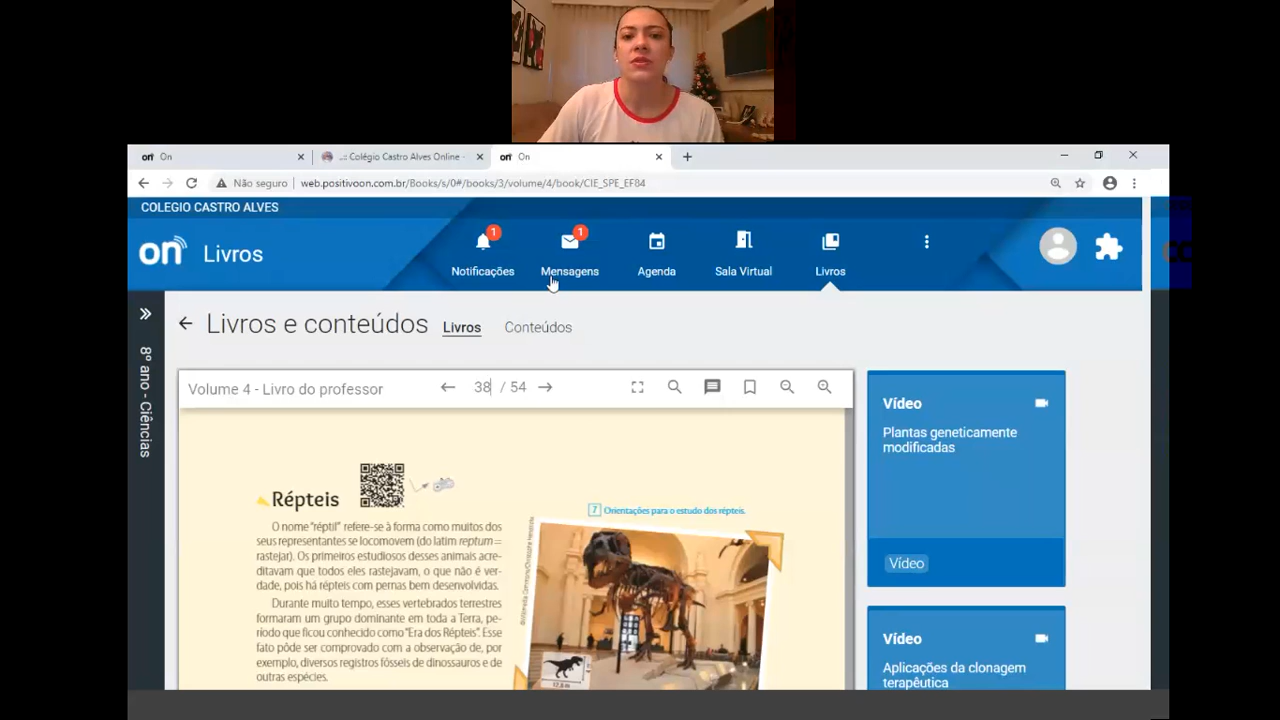 On
..:: Colégio Castro Alves Online -
On
Não seguro
web.positivoon.com.br/Books/s/0#/books/3/volume/4/book/CIE_SPE_EF84
COLEGIO CASTRO ALVES
on
Livros
1
1
Notificações
Mensagens
Agenda
Sala Virtual
Livros
Livros e conteúdos
Livros
Conteúdos
8º ano - Ciências
Volume 4 - Livro do professor
38 / 54
Vídeo
Plantas geneticamente
modificadas
Vídeo
Répteis
7 Orientações para o estudo dos répteis.
O nome “réptil” refere-se à forma como muitos dos
seus representantes se locomovem (do latim reptum =
rastejar). Os primeiros estudiosos desses animais acre-
ditavam que todos eles rastejavam, o que não é ver-
dade, pois há répteis com pernas bem desenvolvidas.
Durante muito tempo, esses vertebrados terrestres
formaram um grupo dominante em toda a Terra, pe-
ríodo que ficou conhecido como “Era dos Répteis”. Esse
fato pôde ser comprovado com a observação de, por
exemplo, diversos registros fósseis de dinossauros e de
outras espécies.
Vídeo
Aplicações da clonagem
terapêutica